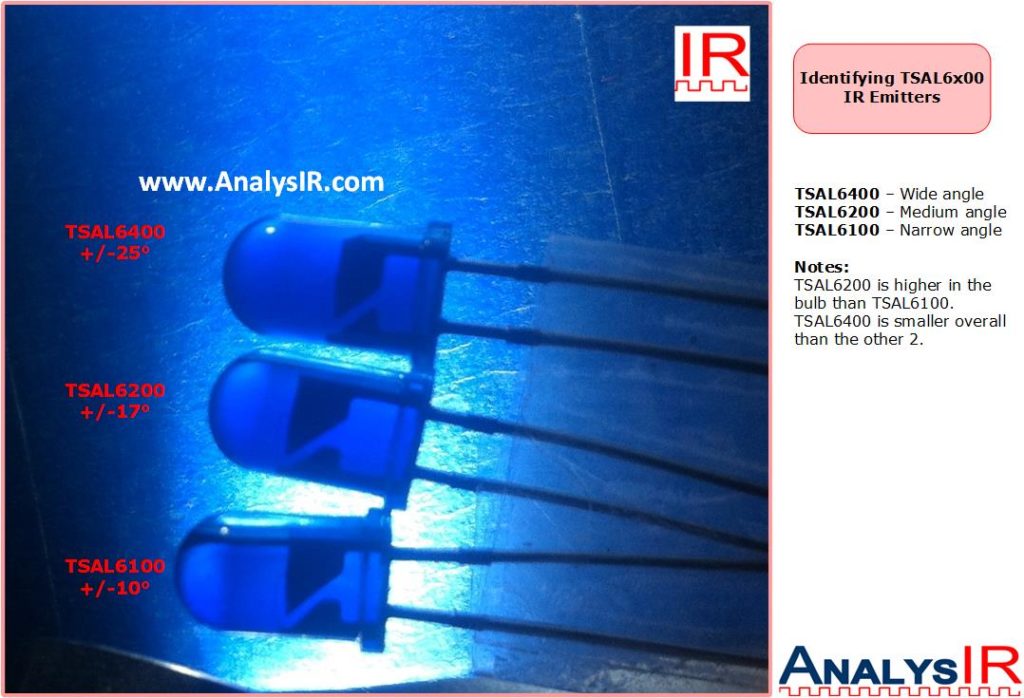 IR
Identifying TSAL6x00
IR Emitters
www.AnalysIR.com
TSAL6400
+/-25°
TSAL6200
+/-17°
TSAL6100
+/-10°
TSAL6400 – Wide angle
TSAL6200 – Medium angle
TSAL6100 – Narrow angle
Notes:
TSAL6200 is higher in the
bulb than TSAL6100.
TSAL6400 is smaller overall
than the other 2.
ANALYSIR